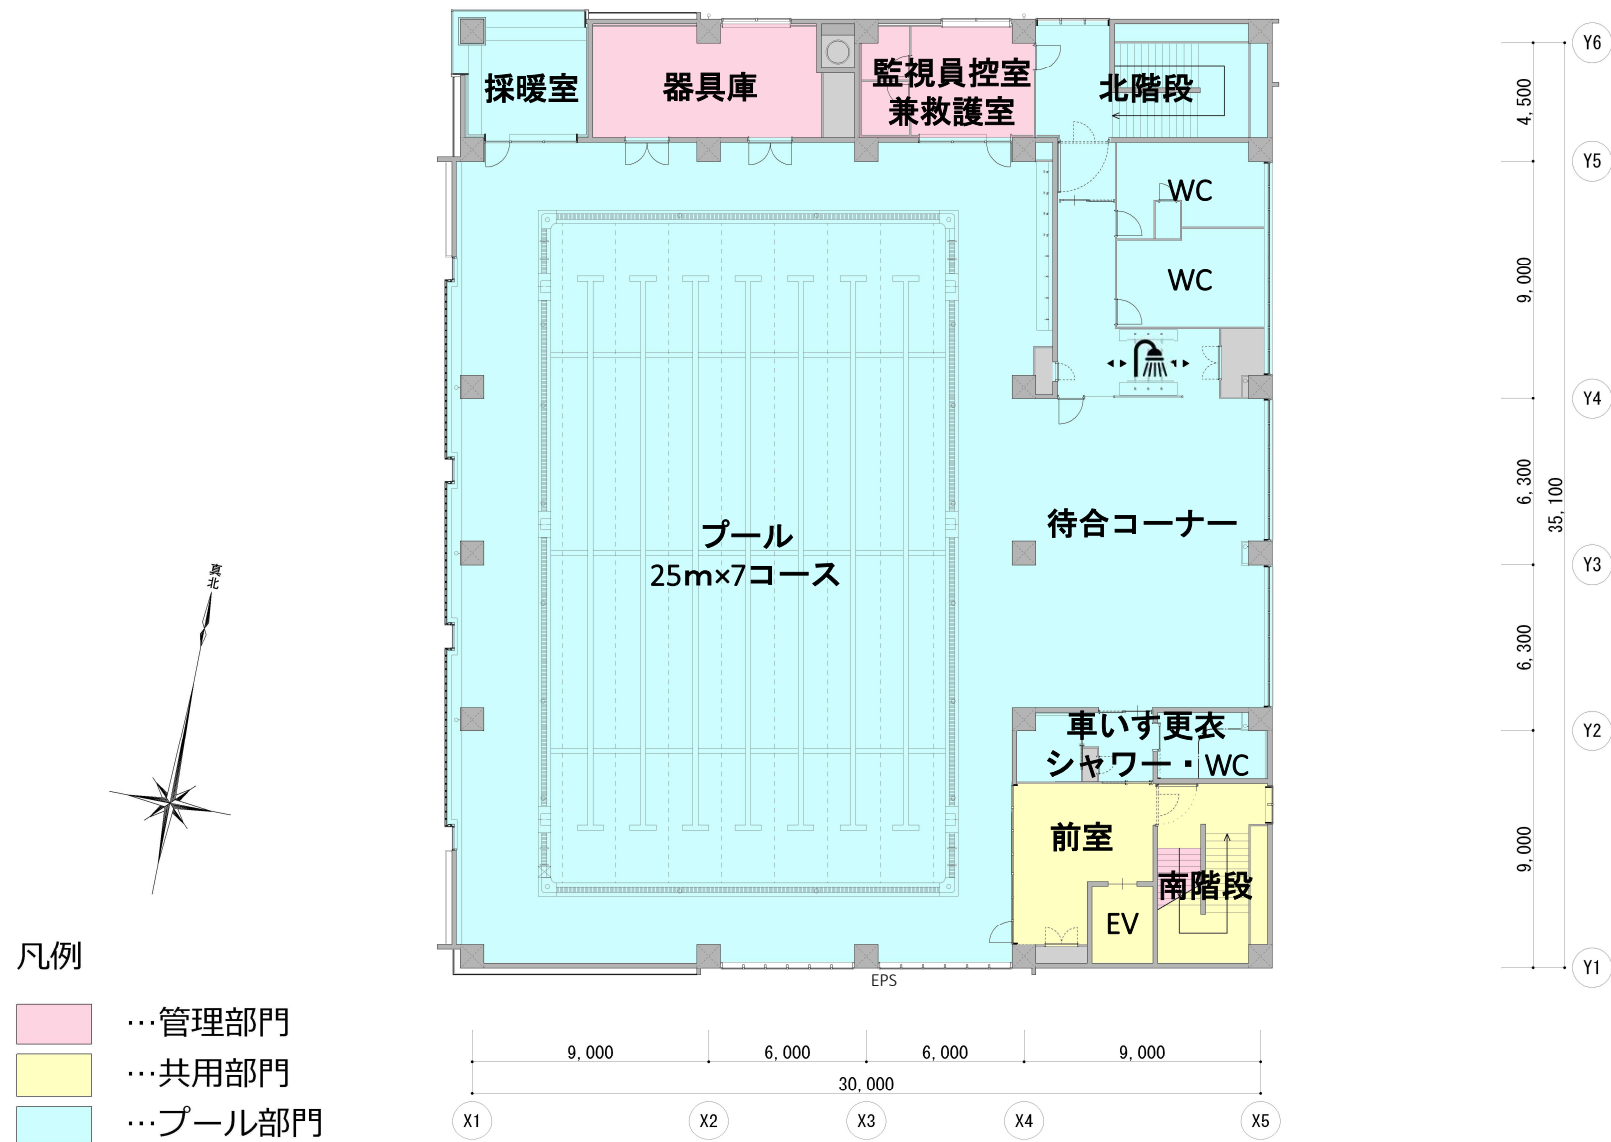 採暖室
器具庫
監視員控室
兼救護室
北階段
WC
WC
待合コーナー
プール
25m×7コース
車いす更衣
シャワー・WC
前室
EV
南階段
EPS
真北
凡例
…管理部門
…共用部門
…プール部門
9,000
6,000
6,000
9,000
30,000
X1
X2
X3
X4
X5
Y6
4,500
Y5
9,000
Y4
6,300
35,100
Y3
6,300
Y2
9,000
Y1